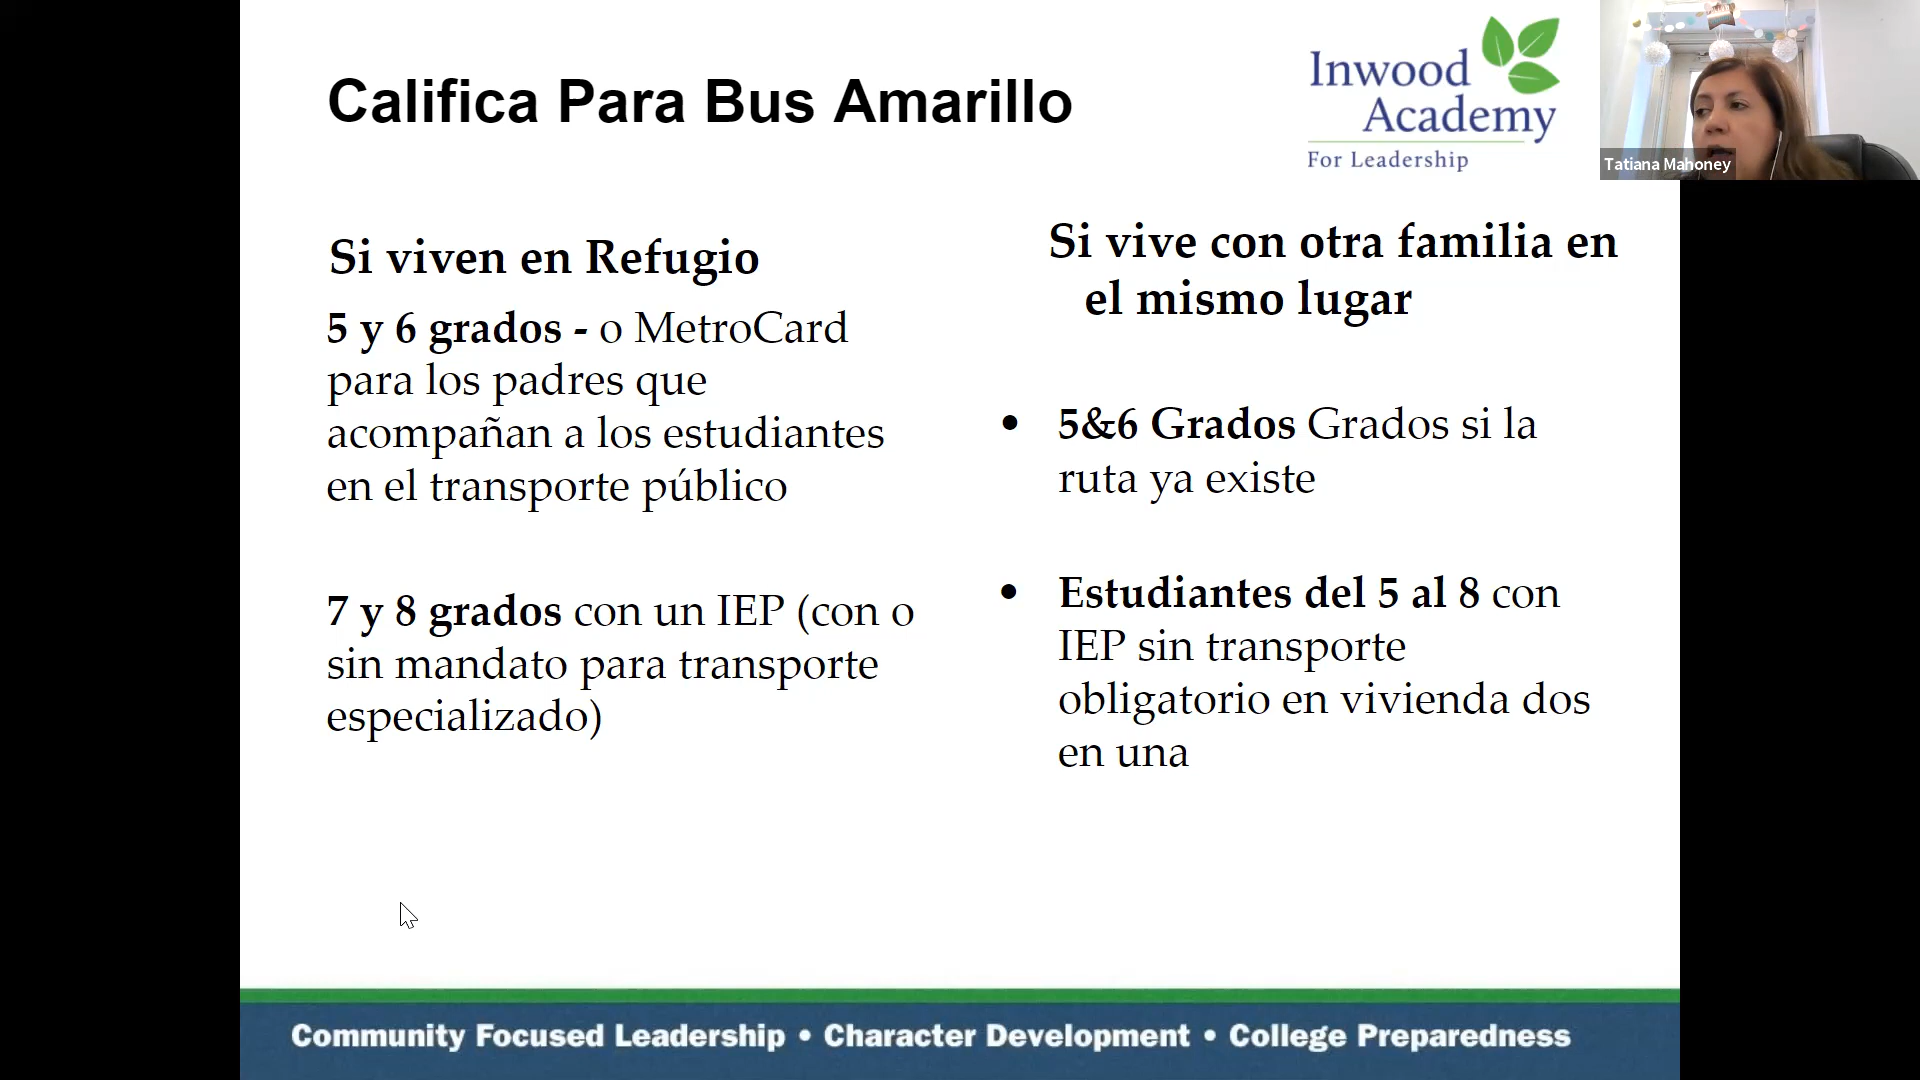 Califica Para Bus Amarillo
Inwood
Academy
For Leadership
Tatiana Mahoney
Si viven en Refugio
5 y 6 grados - o MetroCard
para los padres que
acompañan a los estudiantes
en el transporte público
7 y 8 grados con un IEP (con o
sin mandato para transporte
especializado)
Si vive con otra familia en
el mismo lugar
• 5&6 Grados Grados si la
ruta ya existe
• Estudiantes del 5 al 8 con
IEP sin transporte
obligatorio en vivienda dos
en una
Community Focused Leadership • Character Development • College Preparedness